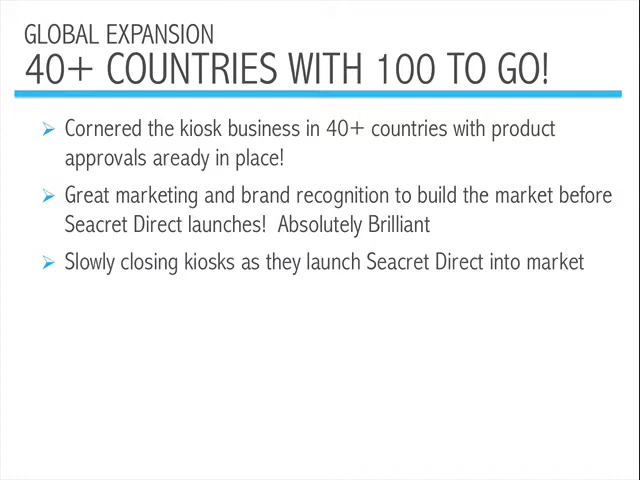 GLOBAL EXPANSION
40+ COUNTRIES WITH 100 TO GO!
Cornered the kiosk business in 40+ countries with product
approvals aready in place!
Great marketing and brand recognition to build the market before
Seacret Direct launches!  Absolutely Brilliant
Slowly closing kiosks as they launch Seacret Direct into market